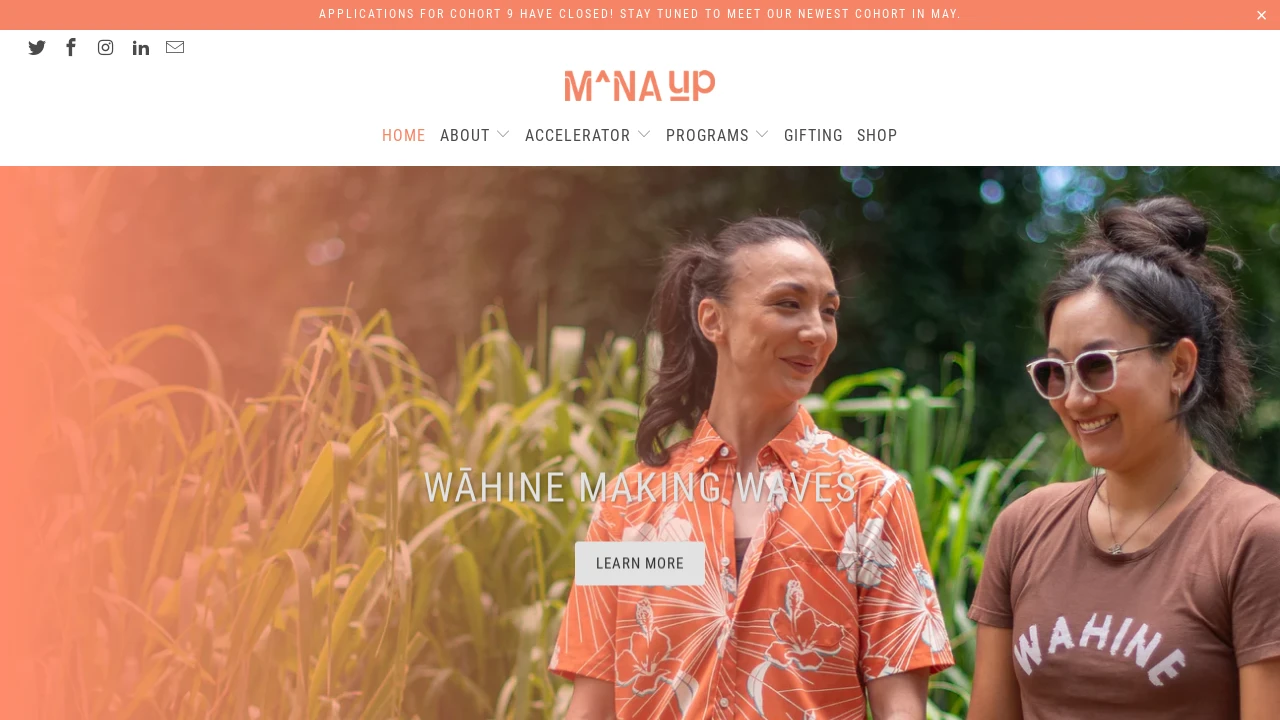 APPLICATIONS FOR COHORT 9 HAVE CLOSED! STAY TUNED TO MEET OUR NEWEST COHORT IN MAY.
MANA UP
HOME ABOUT ACCELERATOR PROGRAMS GIFTING SHOP
WĀHINE MAKING WAVES
LEARN MORE
WAHINE